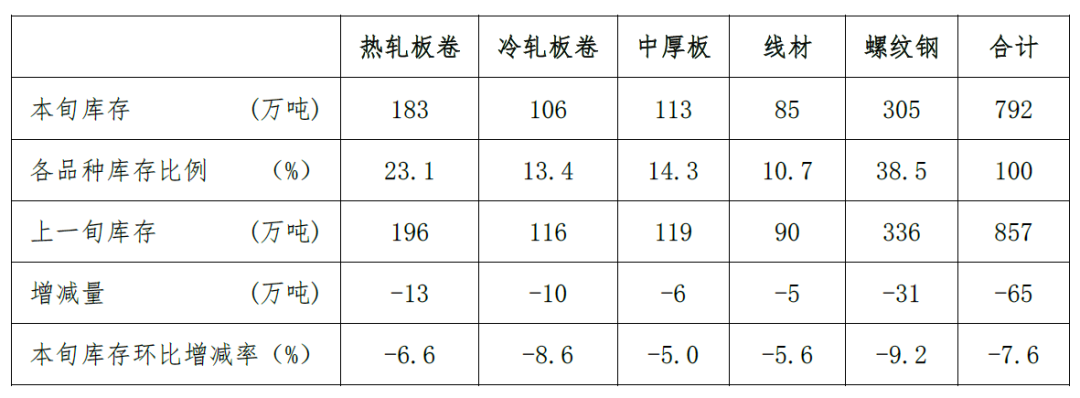 热轧板卷 冷轧板卷 中厚板 线材 螺纹钢 合计
本旬库存 (万吨) 183 106 113 85 305 792
各品种库存比例 （%） 23.1 13.4 14.3 10.7 38.5 100
上一旬库存 (万吨) 196 116 119 90 336 857
增减量 (万吨) -13 -10 -6 -5 -31 -65
本旬库存环比增减率（%） -6.6 -8.6 -5.0 -5.6 -9.2 -7.6